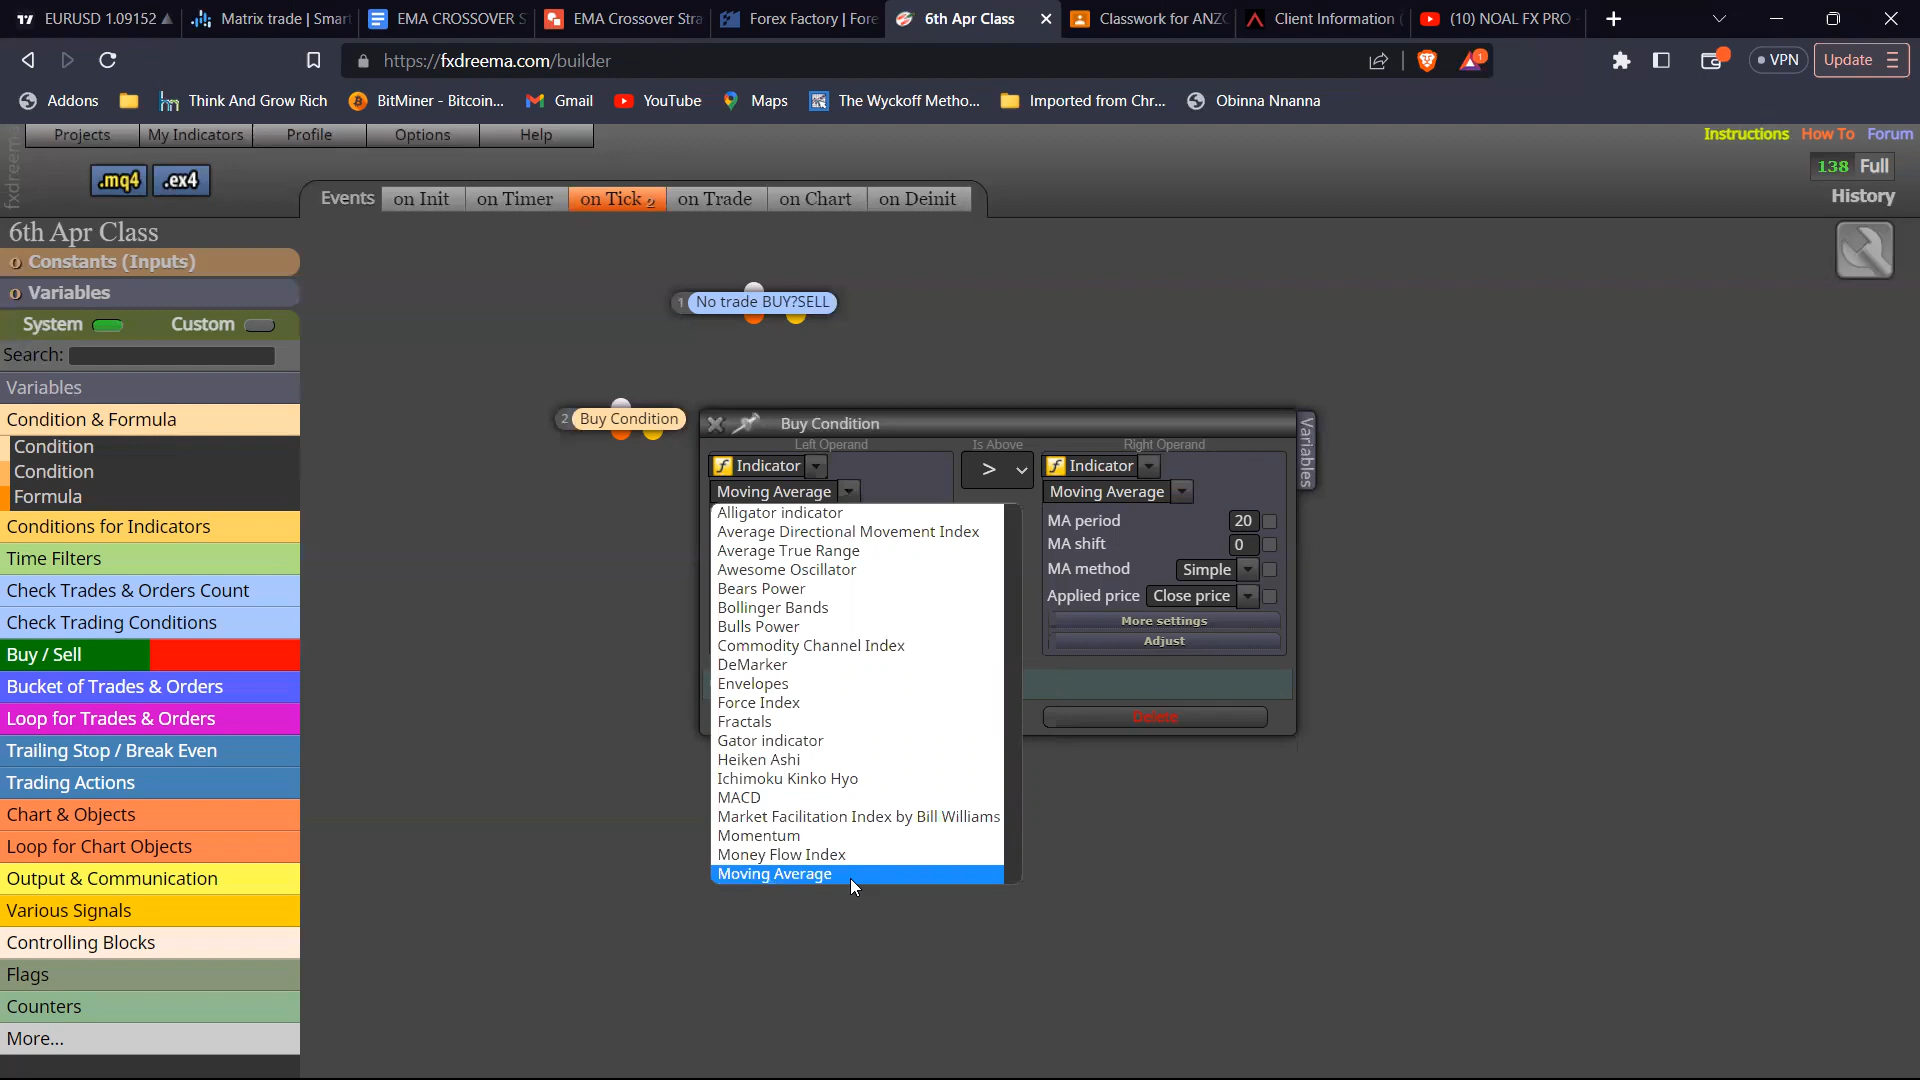 EURUSD 1.09152
Matrix trade | Smar
EMA CROSSOVER S
EMA Crossover Stra
Forex Factory | Fore
6th Apr Class
Classwork for ANZC
Client Information (
(10) NOAL FX PRO -
https://fxdreema.com/builder
1
VPN
Update
Addons
Think And Grow Rich
BitMiner - Bitcoin...
Gmail
YouTube
Maps
The Wyckoff Metho...
Imported from Chr...
Obinna Nnanna
fxdreema
Projects
My Indicators
Profile
Options
Help
Instructions
How To
Forum
.mq4
.ex4
138 Full
History
Events
on Init
on Timer
on Tick 2
on Trade
on Chart
on Deinit
6th Apr Class
o Constants (Inputs)
o Variables
System
Custom
Search:
Variables
Condition & Formula
Condition
Condition
Formula
Conditions for Indicators
Time Filters
Check Trades & Orders Count
Check Trading Conditions
Buy / Sell
Bucket of Trades & Orders
Loop for Trades & Orders
Trailing Stop / Break Even
Trading Actions
Chart & Objects
Loop for Chart Objects
Output & Communication
Various Signals
Controlling Blocks
Flags
Counters
More...
1 No trade BUY?SELL
2 Buy Condition
Buy Condition
Variables
Left Operand
Is Above
Right Operand
Indicator
>
Indicator
Moving Average
Moving Average
Alligator indicator
Average Directional Movement Index
Average True Range
Awesome Oscillator
Bears Power
Bollinger Bands
Bulls Power
Commodity Channel Index
DeMarker
Envelopes
Force Index
Fractals
Gator indicator
Heiken Ashi
Ichimoku Kinko Hyo
MACD
Market Facilitation Index by Bill Williams
Momentum
Money Flow Index
Moving Average
MA period 20
MA shift 0
MA method Simple
Applied price Close price
More settings
Adjust
Delete